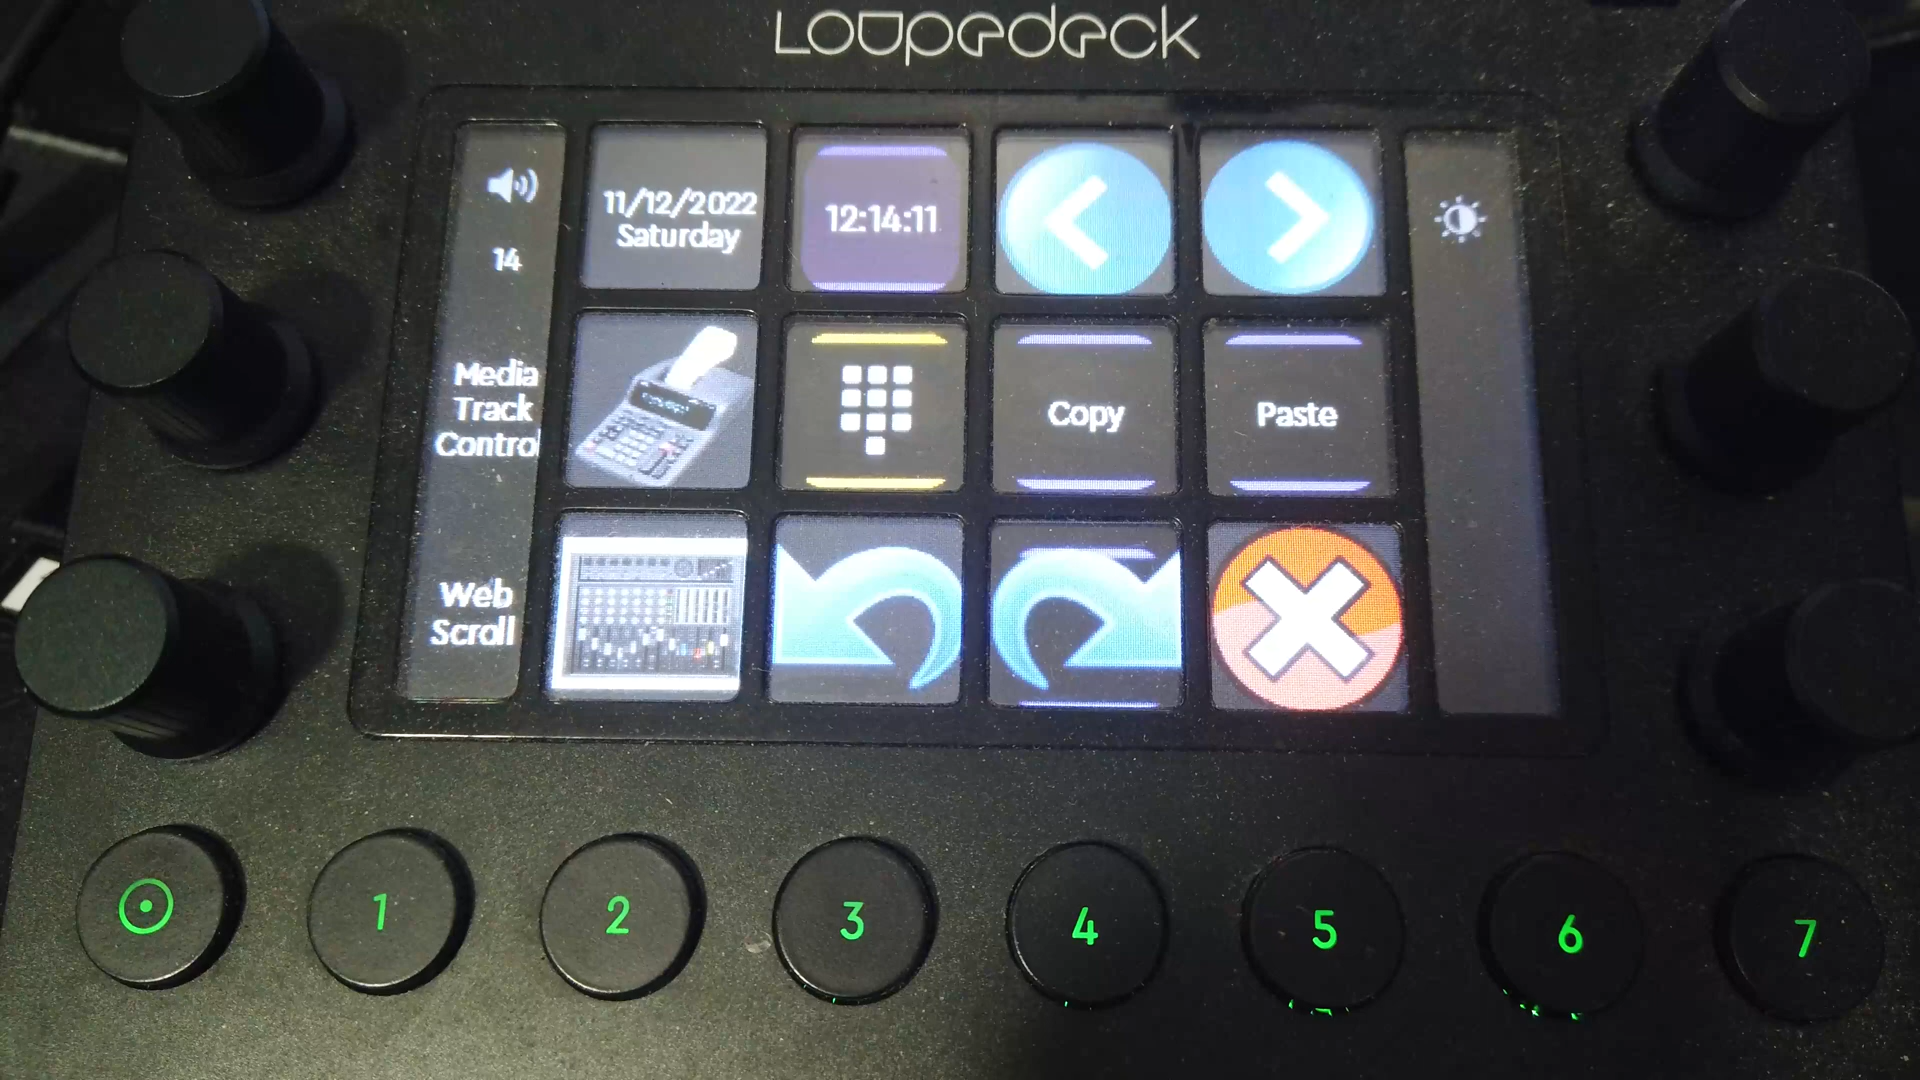 Loupedeck
11/12/2022
Saturday
12:14:11
14
Media
Track
Control
Copy
Paste
Web
Scroll
1
2
3
4
5
6
7